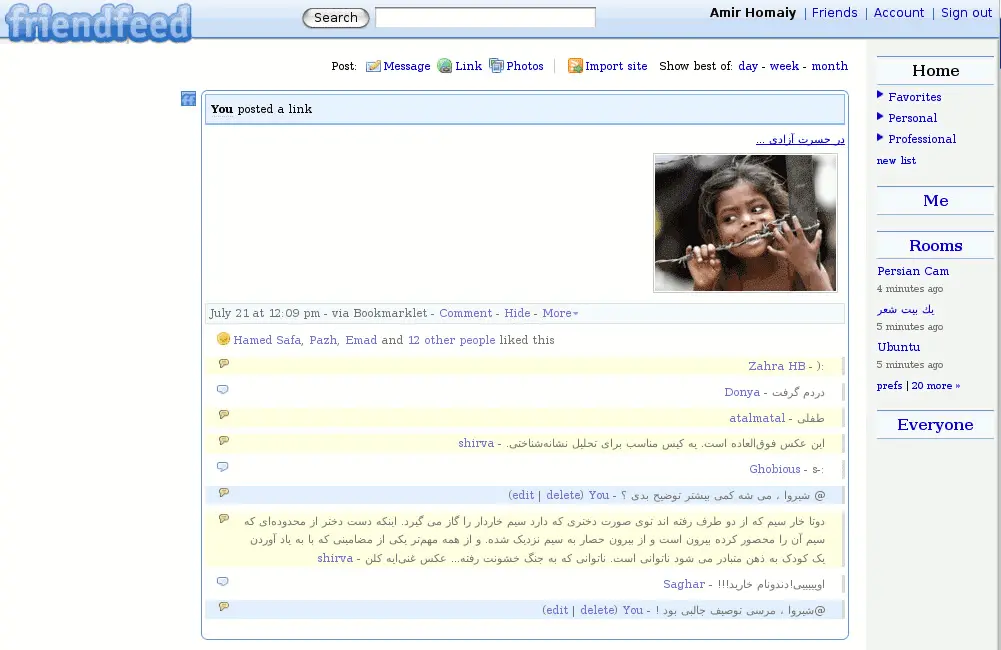 friendfeed
Search
Amir Homaiy | Friends | Account | Sign out
Post: Message Link Photos Import site Show best of: day - week - month
You posted a link
در حسرت آزادی ...
July 21 at 12:09 pm - via Bookmarklet - Comment - Hide - More
Hamed Safa, Pazh, Emad and 12 other people liked this
Zahra HB - ):
دردم گرفت - Donya
طفلی - atalmatal
این عکس فوق‌العاده است. یه کیس مناسب برای تحلیل نشانه‌شناختی. - shirva
Ghobious - s-:
@ شیروا ، می شه کمی بیشتر توضیح بدی ؟ - You (edit | delete)
دوتا خار سیم که از دو طرف رفته اند توی صورت دختری که دارد سیم خاردار را گاز می گیرد. اینکه دست دختر از محدوده‌ای که
سیم آن را محصور کرده بیرون است و از بیرون حصار به سیم نزدیک شده. و از همه مهم‌تر یکی از مضامینی که با به یاد آوردن
یک کودک به ذهن متبادر می شود ناتوانی است. ناتوانی که به جنگ خشونت رفته... عکس غنی‌ایه کلن - shirva
اوییییی!دندونام خارید!!! - Saghar
@شیروا ، مرسی توصیف جالبی بود ! - You (edit | delete)
Home
Favorites
Personal
Professional
new list
Me
Rooms
Persian Cam
4 minutes ago
یك بیت شعر
5 minutes ago
Ubuntu
5 minutes ago
prefs | 20 more »
Everyone